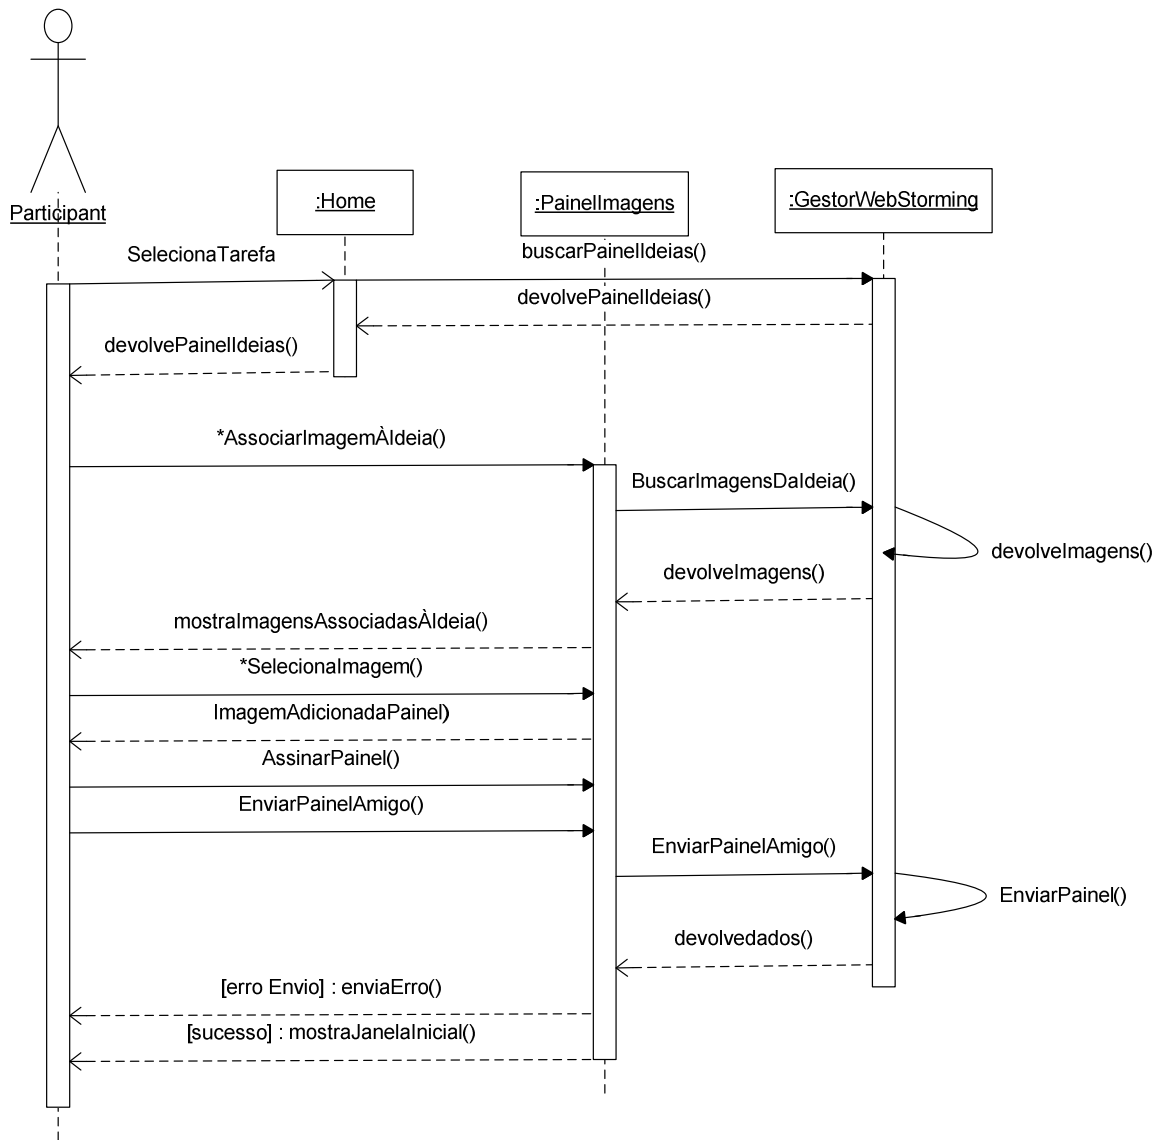 :GestorWebStorming
:Home
:PainelImagens
Participant
SelecionaTarefa
buscarPainelIdeias()
devolvePainelIdeias()
devolvePainelIdeias()
*AssociarImagemÀIdeia()
BuscarImagensDaIdeia()
devolveImagens()
devolveImagens()
mostraImagensAssociadasÀIdeia()
*SelecionaImagem()
ImagemAdicionadaPainel)
AssinarPainel()
EnviarPainelAmigo()
EnviarPainelAmigo()
EnviarPainel()
devolvedados()
[erro Envio] : enviaErro()
[sucesso] : mostraJanelaInicial()